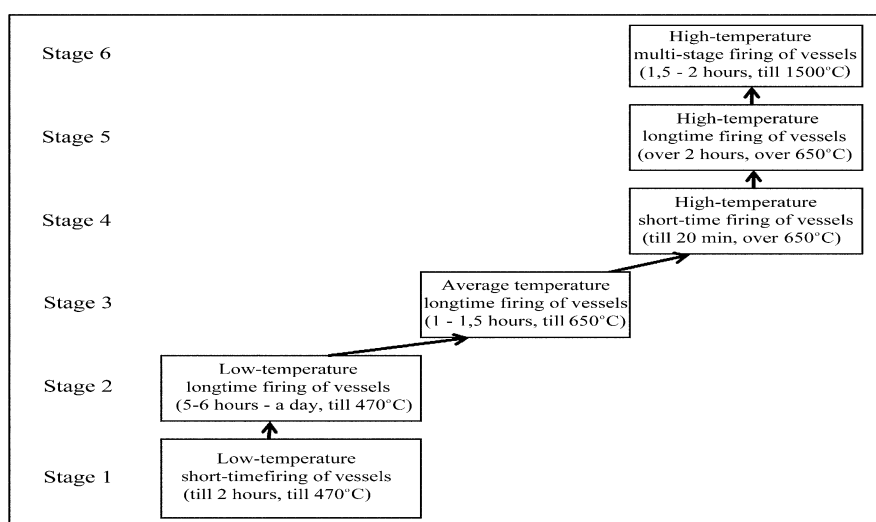 Stage 6
High-temperature
multi-stage firing of vessels
(1,5 - 2 hours, till 1500°C)
Stage 5
High-temperature
longtime firing of vessels
(over 2 hours, over 650°C)
Stage 4
High-temperature
short-time firing of vessels
(till 20 min, over 650°C)
Stage 3
Average temperature
longtime firing of vessels
(1 - 1,5 hours, till 650°C)
Stage 2
Low-temperature
longtime firing of vessels
(5-6 hours - a day, till 470°C)
Stage 1
Low-temperature
short-timefiring of vessels
(till 2 hours, till 470°C)